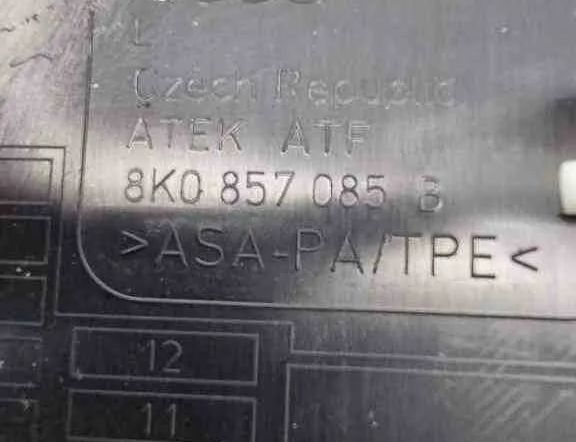 L
Czech Republic
ATEK ATF
8K0 857 085 B
>ASA-PA/TPE<
12
11